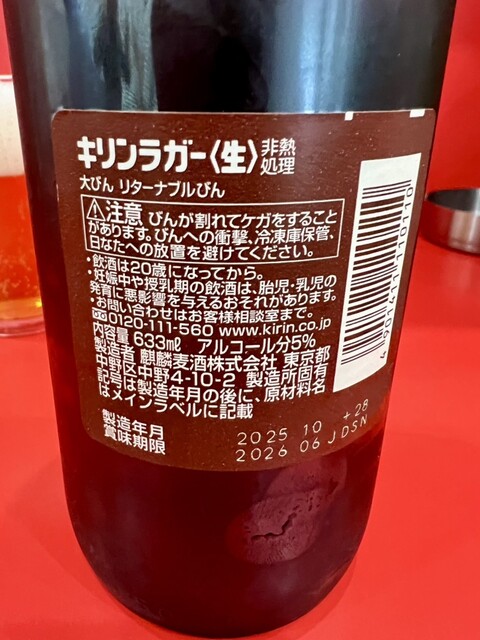 キリンラガー〈生〉非熱処理
大びん リターナブルびん
⚠注意 びんが割れてケガをすること
があります。びんへの衝撃、冷凍庫保管、
日なたへの放置を避けてください。
・飲酒は20歳になってから。
・妊娠中や授乳期の飲酒は、胎児・乳児の
発育に悪影響を与えるおそれがあります。
・お問い合わせはお客様相談室まで。
0120-111-560 www.kirin.co.jp
内容量 633㎖ アルコール分5%
製造者 麒麟麦酒株式会社 東京都
中野区中野4-10-2 製造所固有
記号は製造年月の後に、原材料名
はメインラベルに記載
製造年月 2025 10 +28
賞味期限 2026 06 JDSN